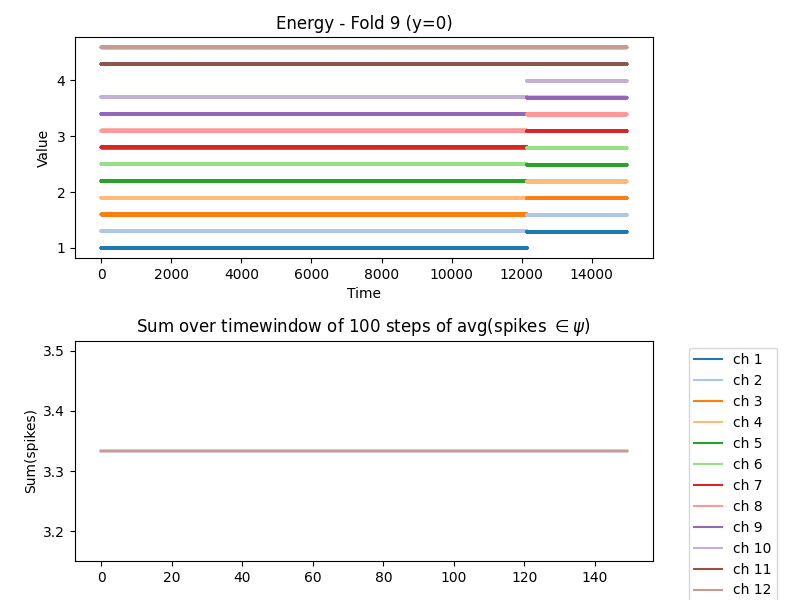 Energy - Fold 9 (y=0)
Value
4
3
2
1
0 2000 4000 6000 8000 10000 12000 14000
Time
Sum over timewindow of 100 steps of avg(spikes ∈ ψ)
Sum(spikes)
3.5
3.4
3.3
3.2
0 20 40 60 80 100 120 140
ch 1
ch 2
ch 3
ch 4
ch 5
ch 6
ch 7
ch 8
ch 9
ch 10
ch 11
ch 12